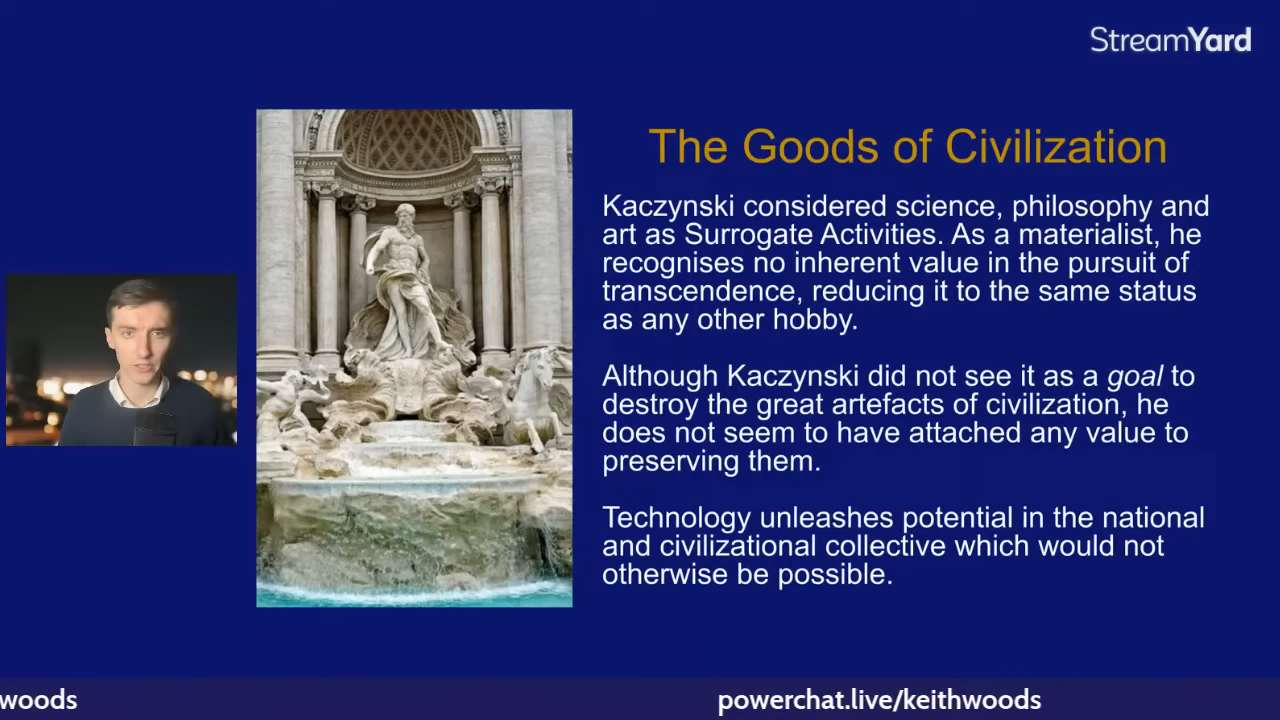 StreamYard
The Goods of Civilization
Kaczynski considered science, philosophy and
art as Surrogate Activities. As a materialist, he
recognises no inherent value in the pursuit of
transcendence, reducing it to the same status
as any other hobby.
Although Kaczynski did not see it as a goal to
destroy the great artefacts of civilization, he
does not seem to have attached any value to
preserving them.
Technology unleashes potential in the national
and civilizational collective which would not
otherwise be possible.
woods
powerchat.live/keithwoods